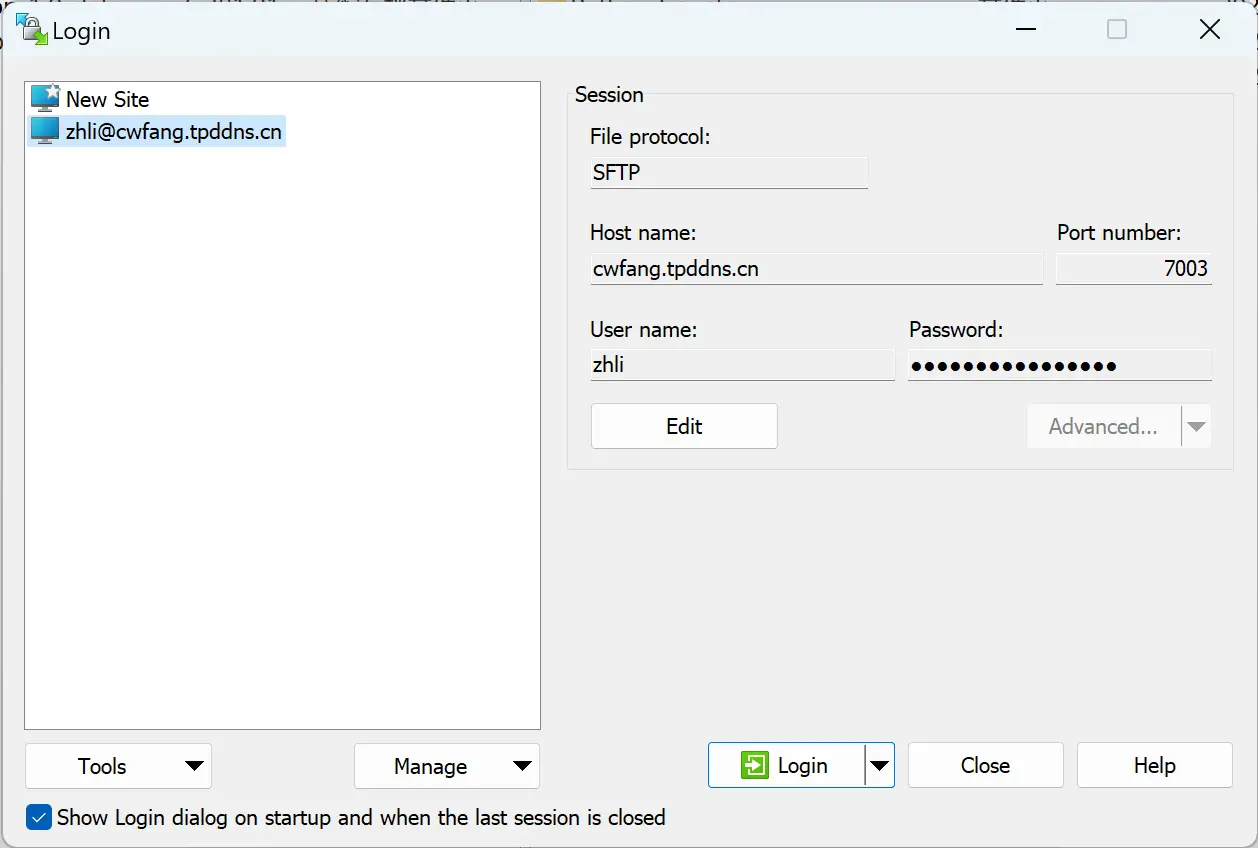 Login
New Site
zhli@cwfang.tpddns.cn
Session
File protocol:
SFTP
Host name:
Port number:
cwfang.tpddns.cn
7003
User name:
Password:
zhli
●●●●●●●●●●●●●●●●
Edit
Advanced...
Tools
Manage
Login
Close
Help
Show Login dialog on startup and when the last session is closed